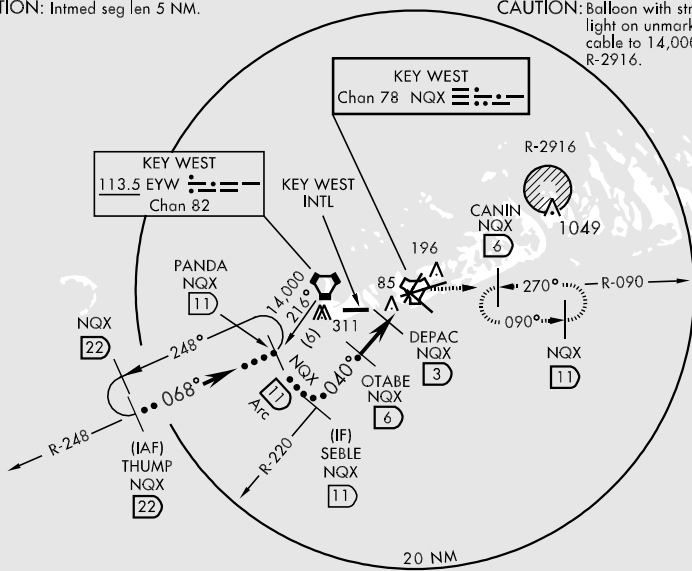 TION: Intmed seg len 5 NM.
CAUTION: Balloon with str
light on unmark
cable to 14,000
R-2916.
KEY WEST
Chan 78 NQX
KEY WEST
113.5 EYW
Chan 82
KEY WEST
INTL
R-2916
1049
CANIN
NQX
6
196
85
PANDA
NQX
11
14,000
216°
(6)
311
270°
R-090
090°
NQX
11
NQX
22
248°
068°
NQX
11
Arc
040°
DEPAC
NQX
3
OTABE
NQX
6
R-248
(IAF)
THUMP
NQX
22
R-220
(IF)
SEBLE
NQX
11
20 NM